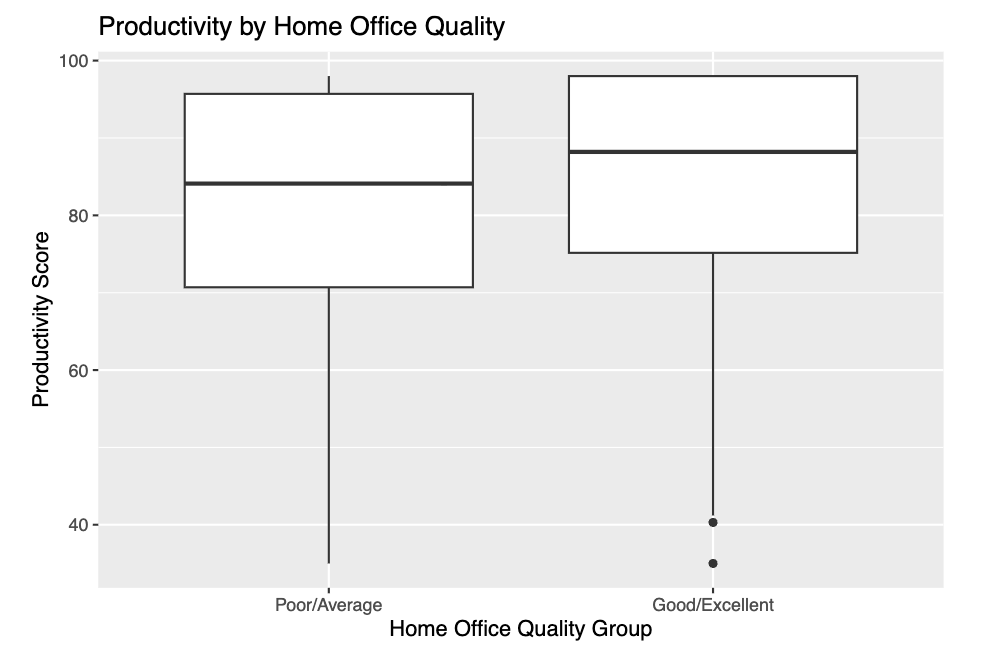 Productivity by Home Office Quality
100
80
60
40
Productivity Score
Poor/Average
Good/Excellent
Home Office Quality Group